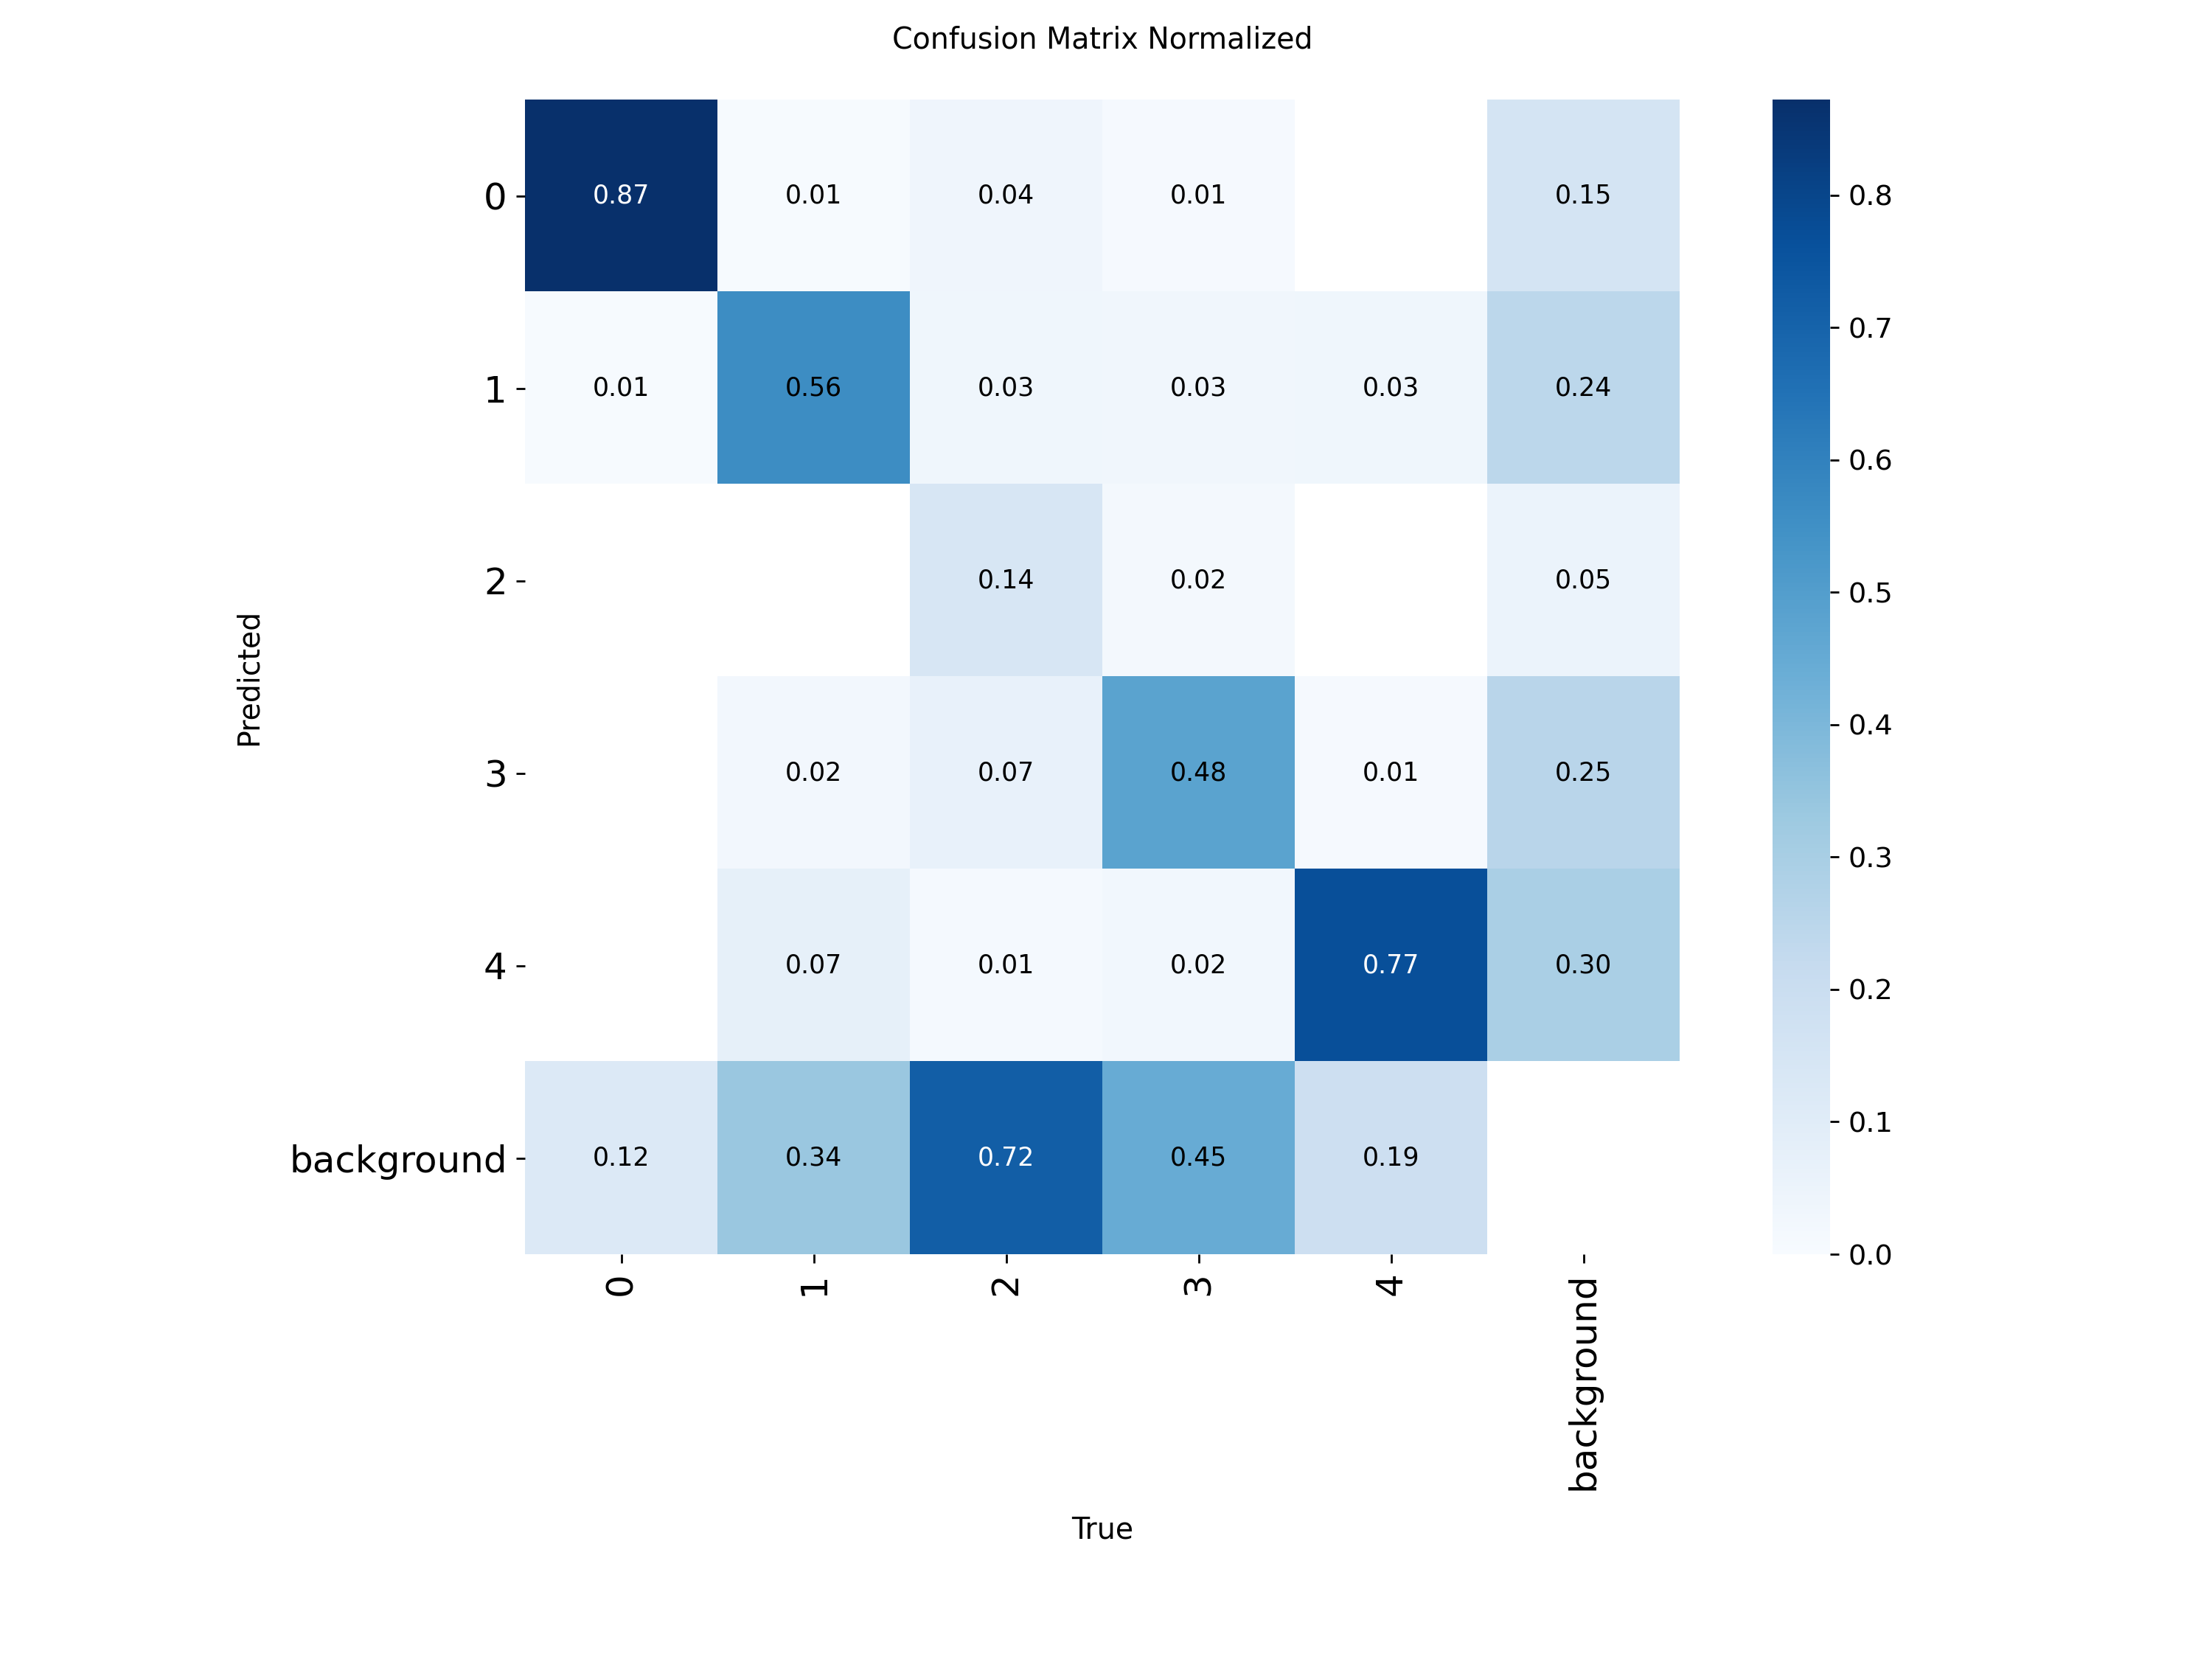 Confusion Matrix Normalized
0 0.87 0.01 0.04 0.01 0.15
1 0.01 0.56 0.03 0.03 0.03 0.24
2 0.14 0.02 0.05
3 0.02 0.07 0.48 0.01 0.25
4 0.07 0.01 0.02 0.77 0.30
background 0.12 0.34 0.72 0.45 0.19
Predicted
0 1 2 3 4 background
True
0.8
0.7
0.6
0.5
0.4
0.3
0.2
0.1
0.0